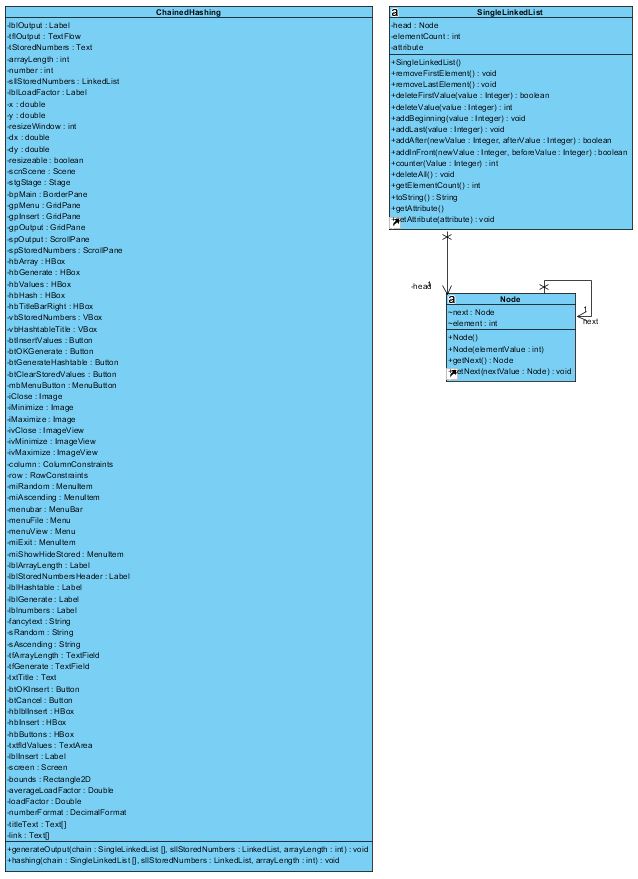 ChainedHashing
-lblOutput : Label
-tflOutput : TextFlow
-tStoredNumbers : Text
-arrayLength : int
-number : int
-sllStoredNumbers : LinkedList
-lblLoadFactor : Label
-x : double
-y : double
-resizeWindow : int
-dx : double
-dy : double
-resizeable : boolean
-scnScene : Scene
-stgStage : Stage
-bpMain : BorderPane
-gpMenu : GridPane
-gpInsert : GridPane
-gpOutput : GridPane
-spOutput : ScrollPane
-spStoredNumbers : ScrollPane
-hbArray : HBox
-hbGenerate : HBox
-hbValues : HBox
-hbHash : HBox
-hbTitleBarRight : HBox
-vbStoredNumbers : VBox
-vbHashtableTitle : VBox
-btInsertValues : Button
-btOKGenerate : Button
-btGenerateHashtable : Button
-btClearStoredValues : Button
-mbMenuButton : MenuButton
-iClose : Image
-iMinimize : Image
-iMaximize : Image
-ivClose : ImageView
-ivMinimize : ImageView
-ivMaximize : ImageView
-column : ColumnConstraints
-row : RowConstraints
-miRandom : MenuItem
-miAscending : MenuItem
-menubar : MenuBar
-menuFile : Menu
-menuView : Menu
-miExit : MenuItem
-miShowHideStored : MenuItem
-lblArrayLength : Label
-lblStoredNumbersHeader : Label
-lblHashtable : Label
-lblGenerate : Label
-lblnumbers : Label
-fancytext : String
-sRandom : String
-sAscending : String
-tfArrayLength : TextField
-tfGenerate : TextField
-txtTitle : Text
-btOKInsert : Button
-btCancel : Button
-hblblInsert : HBox
-hbInsert : HBox
-hbButtons : HBox
-txtfldValues : TextArea
-lblInsert : Label
-screen : Screen
-bounds : Rectangle2D
-averageLoadFactor : Double
-loadFactor : Double
-numberFormat : DecimalFormat
-titleText : Text[]
-link : Text[]
+generateOutput(chain : SingleLinkedList [], sllStoredNumbers : LinkedList, arrayLength : int) : void
+hashing(chain : SingleLinkedList [], sllStoredNumbers : LinkedList, arrayLength : int) : void
a
SingleLinkedList
-head : Node
-elementCount : int
-attribute
+SingleLinkedList()
+removeFirstElement() : void
+removeLastElement() : void
+deleteFirstValue(value : Integer) : boolean
+deleteValue(value : Integer) : int
+addBeginning(value : Integer) : void
+addLast(value : Integer) : void
+addAfter(newValue : Integer, afterValue : Integer) : boolean
+addInFront(newValue : Integer, beforeValue : Integer) : boolean
+counter(Value : Integer) : int
+deleteAll() : void
+getElementCount() : int
+toString() : String
+getAttribute()
etAttribute(attribute) : void
-head
1
a
Node
~next : Node
~element : int
+Node()
+Node(elementValue : int)
+getNext() : Node
etNext(nextValue : Node) : void
1
next